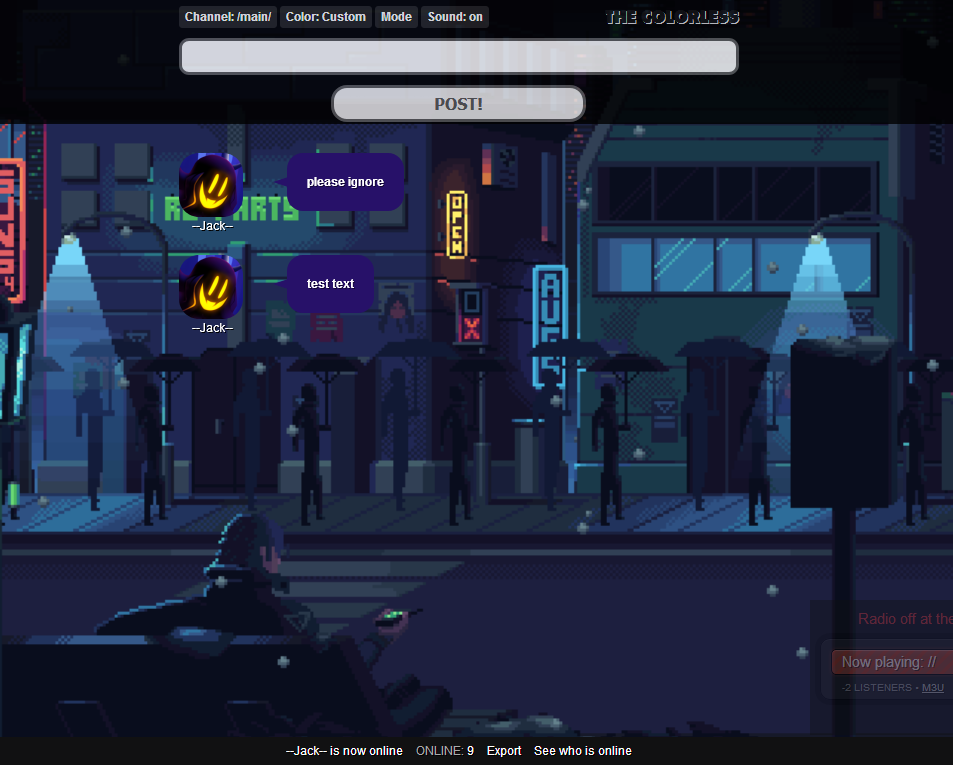 Channel: /main/ Color: Custom Mode Sound: on THE COLORLESS
POST!
please ignore
--Jack--
OPEN
test text
--Jack--
Radio off at the
Now playing: //
-2 LISTENERS • M3U
--Jack-- is now online ONLINE: 9 Export See who is online